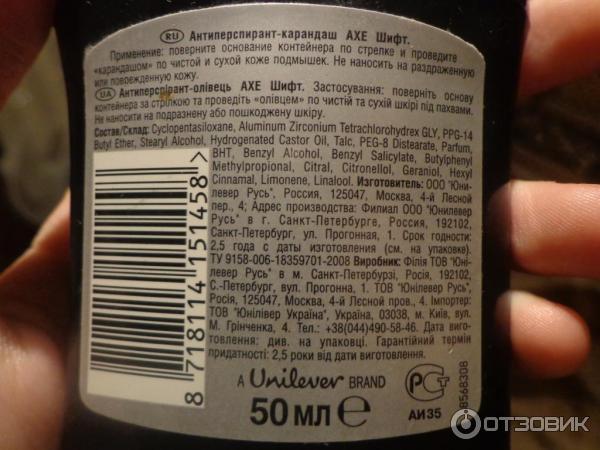 RU Антиперспирант-карандаш AXE Шифт.
Применение: поверните основание контейнера по стрелке и проведите
«карандашом» по чистой и сухой коже подмышек. Не наносить на раздраженную
или поврежденную кожу.
UA Антиперспірант-олівець AXE Шифт. Застосування: поверніть основу
контейнера за стрілкою та проведіть «олівцем» по чистій та сухій шкірі під пахвами.
Не наносити на подразнену або пошкоджену шкіру.
Состав/Склад: Cyclopentasiloxane, Aluminum Zirconium Tetrachlorohydrex GLY, PPG-14
Butyl Ether, Stearyl Alcohol, Hydrogenated Castor Oil, Talc, PEG-8 Distearate, Parfum,
BHT, Benzyl Alcohol, Benzyl Salicylate, Butylphenyl
Methylpropional, Citral, Citronellol, Geraniol, Hexyl
Cinnamal, Limonene, Linalool. Изготовитель: ООО "Юни-
левер Русь", Россия, 125047, Москва, 4-й Лесной
пер., 4; Адрес производства: Филиал ООО "Юнилевер
Русь" в г. Санкт-Петербурге, Россия, 192102,
Санкт-Петербург, ул. Прогонная, 1. Срок годности:
2,5 года с даты изготовления (см. на упаковке).
ТУ 9158-006-18359701-2008 Виробник: Філія ТОВ "Юні-
левер Русь" в м. Санкт-Петербурзі, Росія, 192102,
С.-Петербург, вул. Прогонна, 1. ТОВ "Юнілевер Русь",
Росія, 125047, Москва, 4-й Лєсной пров., 4. Імпортер:
ТОВ "Юнілівер Україна", Україна, 03038, м. Київ, вул.
М. Грінченка, 4. Тел.: +38(044)490-58-46. Дата виго-
товлення: див. на упаковці. Гарантійний термін
придатності: 2,5 роки від дати виготовлення.
8 718114 151458 >
A Unilever BRAND
50 МЛ ℮
РСТ
АИ35
8568308
ОТЗОВИК